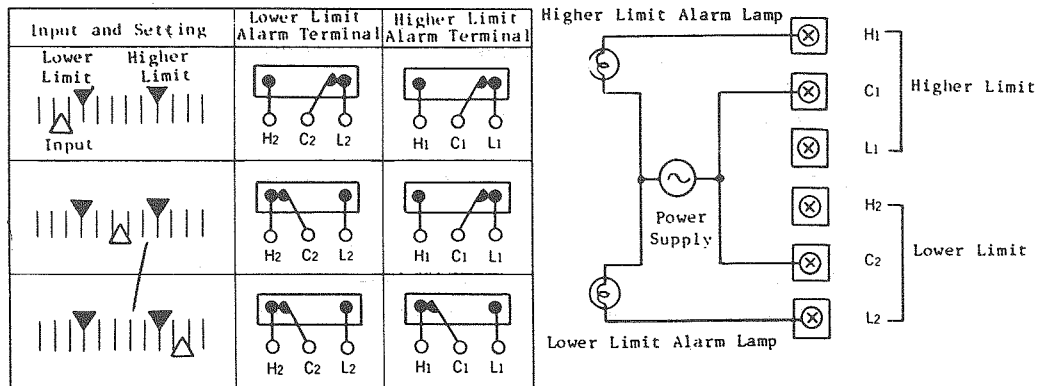 Input and Setting
Lower Limit
Alarm Terminal
Higher Limit
Alarm Terminal
Lower
Limit
Higher
Limit
Input
H2 C2 L2
H1 C1 L1
H2 C2 L2
H1 C1 L1
H2 C2 L2
H1 C1 L1
Higher Limit Alarm Lamp
H1
C1
Higher Limit
L1
Power
Supply
H2
C2
Lower Limit
L2
Lower Limit Alarm Lamp